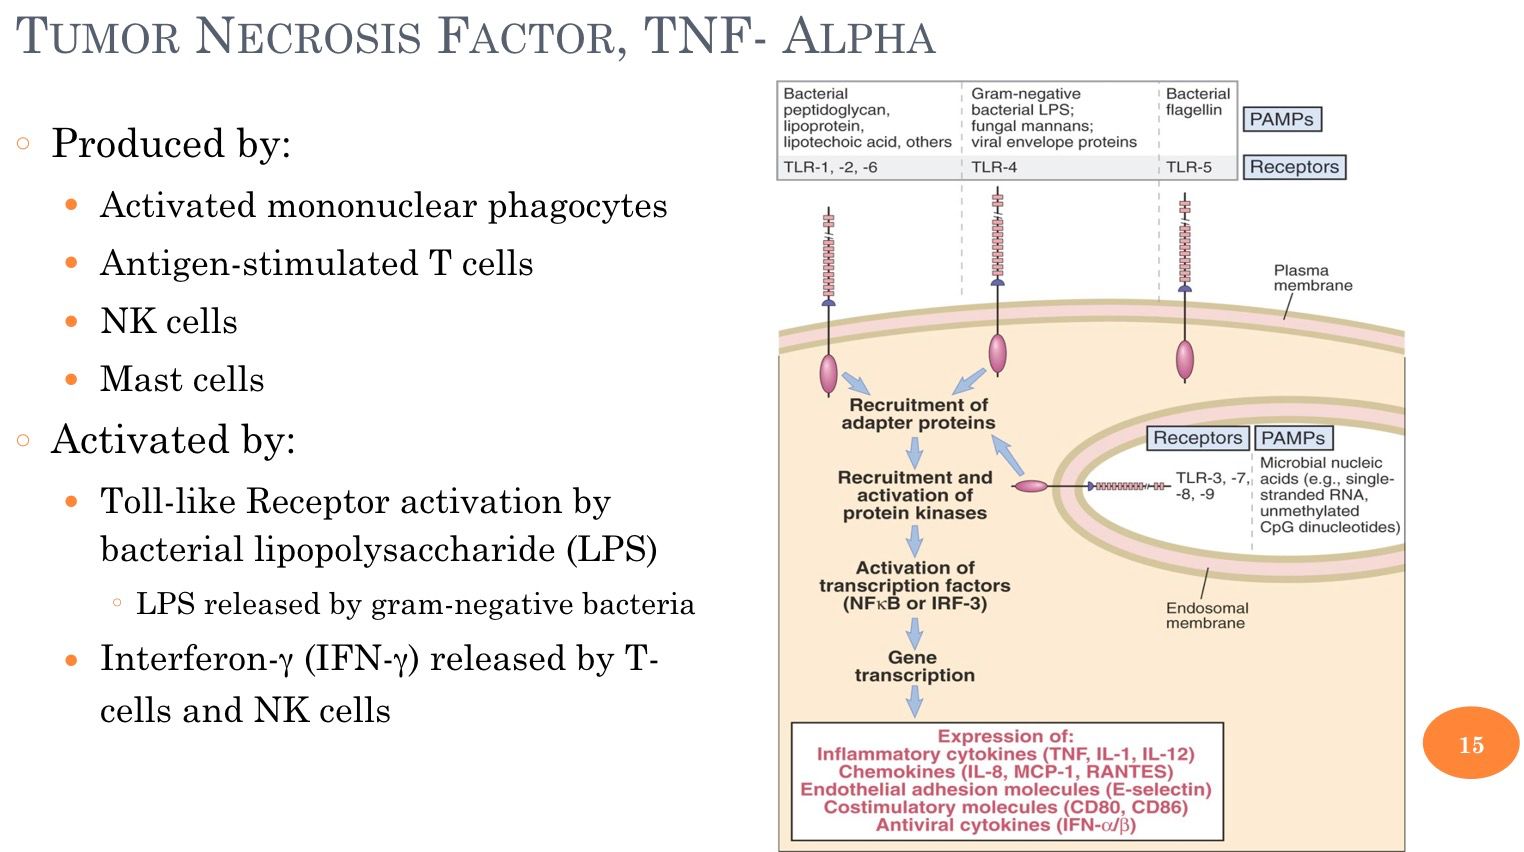 TUMOR NECROSIS FACTOR, TNF- ALPHA
Produced by:
Activated mononuclear phagocytes
Antigen-stimulated T cells
NK cells
Mast cells
Activated by:
Toll-like Receptor activation by
bacterial lipopolysaccharide (LPS)
LPS released by gram-negative bacteria
Interferon-γ (IFN-γ) released by T-
cells and NK cells
Bacterial
peptidoglycan,
lipoprotein,
lipotechoic acid, others
Gram-negative
bacterial LPS;
fungal mannans;
viral envelope proteins
Bacterial
flagellin
PAMPs
TLR-1, -2, -6
TLR-4
TLR-5
Receptors
Plasma
membrane
Recruitment of
adapter proteins
Recruitment and
activation of
protein kinases
Activation of
transcription factors
(NFκB or IRF-3)
Gene
transcription
Receptors
PAMPs
TLR-3, -7,
-8, -9
Microbial nucleic
acids (e.g., single-
stranded RNA,
unmethylated
CpG dinucleotides)
Endosomal
membrane
Expression of:
Inflammatory cytokines (TNF, IL-1, IL-12)
Chemokines (IL-8, MCP-1, RANTES)
Endothelial adhesion molecules (E-selectin)
Costimulatory molecules (CD80, CD86)
Antiviral cytokines (IFN-α/β)
15